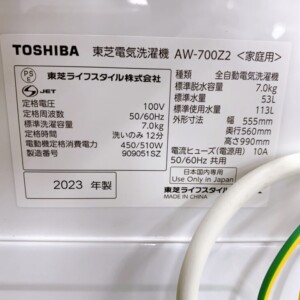 TOSHIBA 東芝電気洗濯機 AW-700Z2 <家庭用>
PS E
JET
東芝ライフスタイル株式会社
定格電圧 100V
定格周波数 50/60Hz
標準洗濯容量 7.0kg
定格時間 洗いのみ 12分
電動機定格消費電力 450/510W
製造番号 909051SZ
2023 年製
種類 全自動電気洗濯機
標準脱水容量 7.0kg
標準水量 53L
標準使用水量 113L
外形寸法 幅 555mm
奥行560mm
高さ990mm
電流ヒューズ(電源用) 10A
50/60Hz 共用
日本国内専用
Use Only in Japan
東芝ライフスタイル
MADE IN CHINA